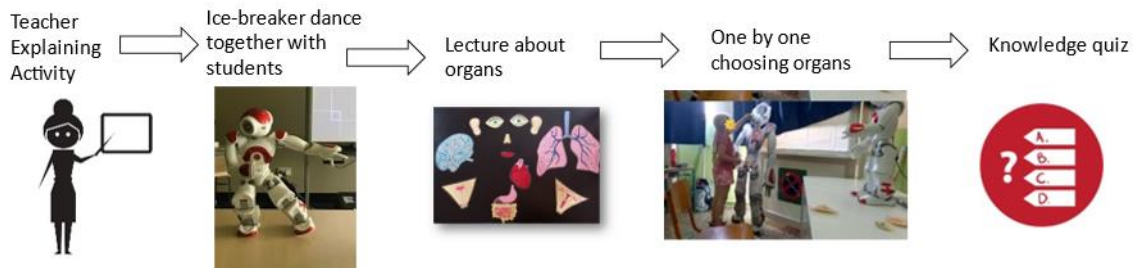 Teacher
Explaining
Activity
Ice-breaker dance
together with
students
Lecture about
organs
One by one
choosing organs
Knowledge quiz
?
A.
B.
C.
D.